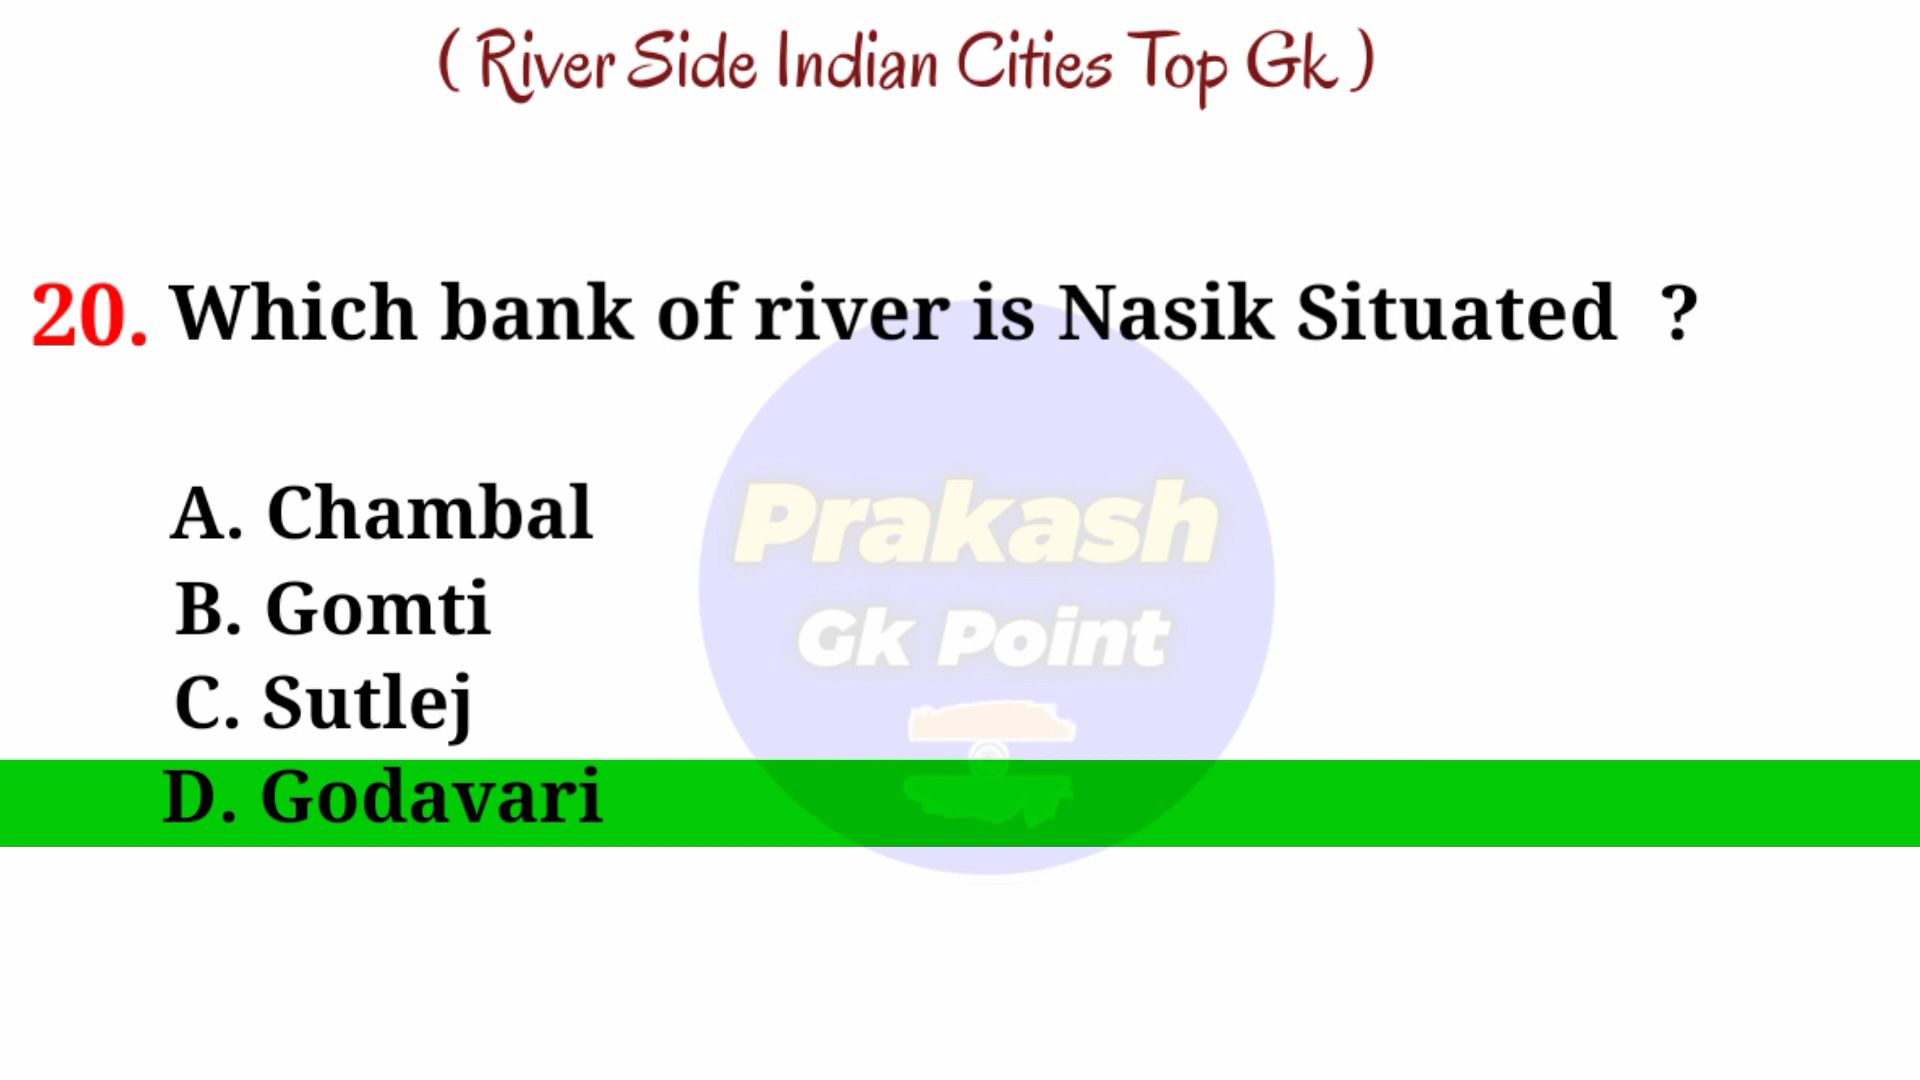 ( River Side Indian Cities Top Gk )
20. Which bank of river is Nasik Situated ?
A. Chambal
B. Gomti
C. Sutlej
D. Godavari
Prakash
Gk Point